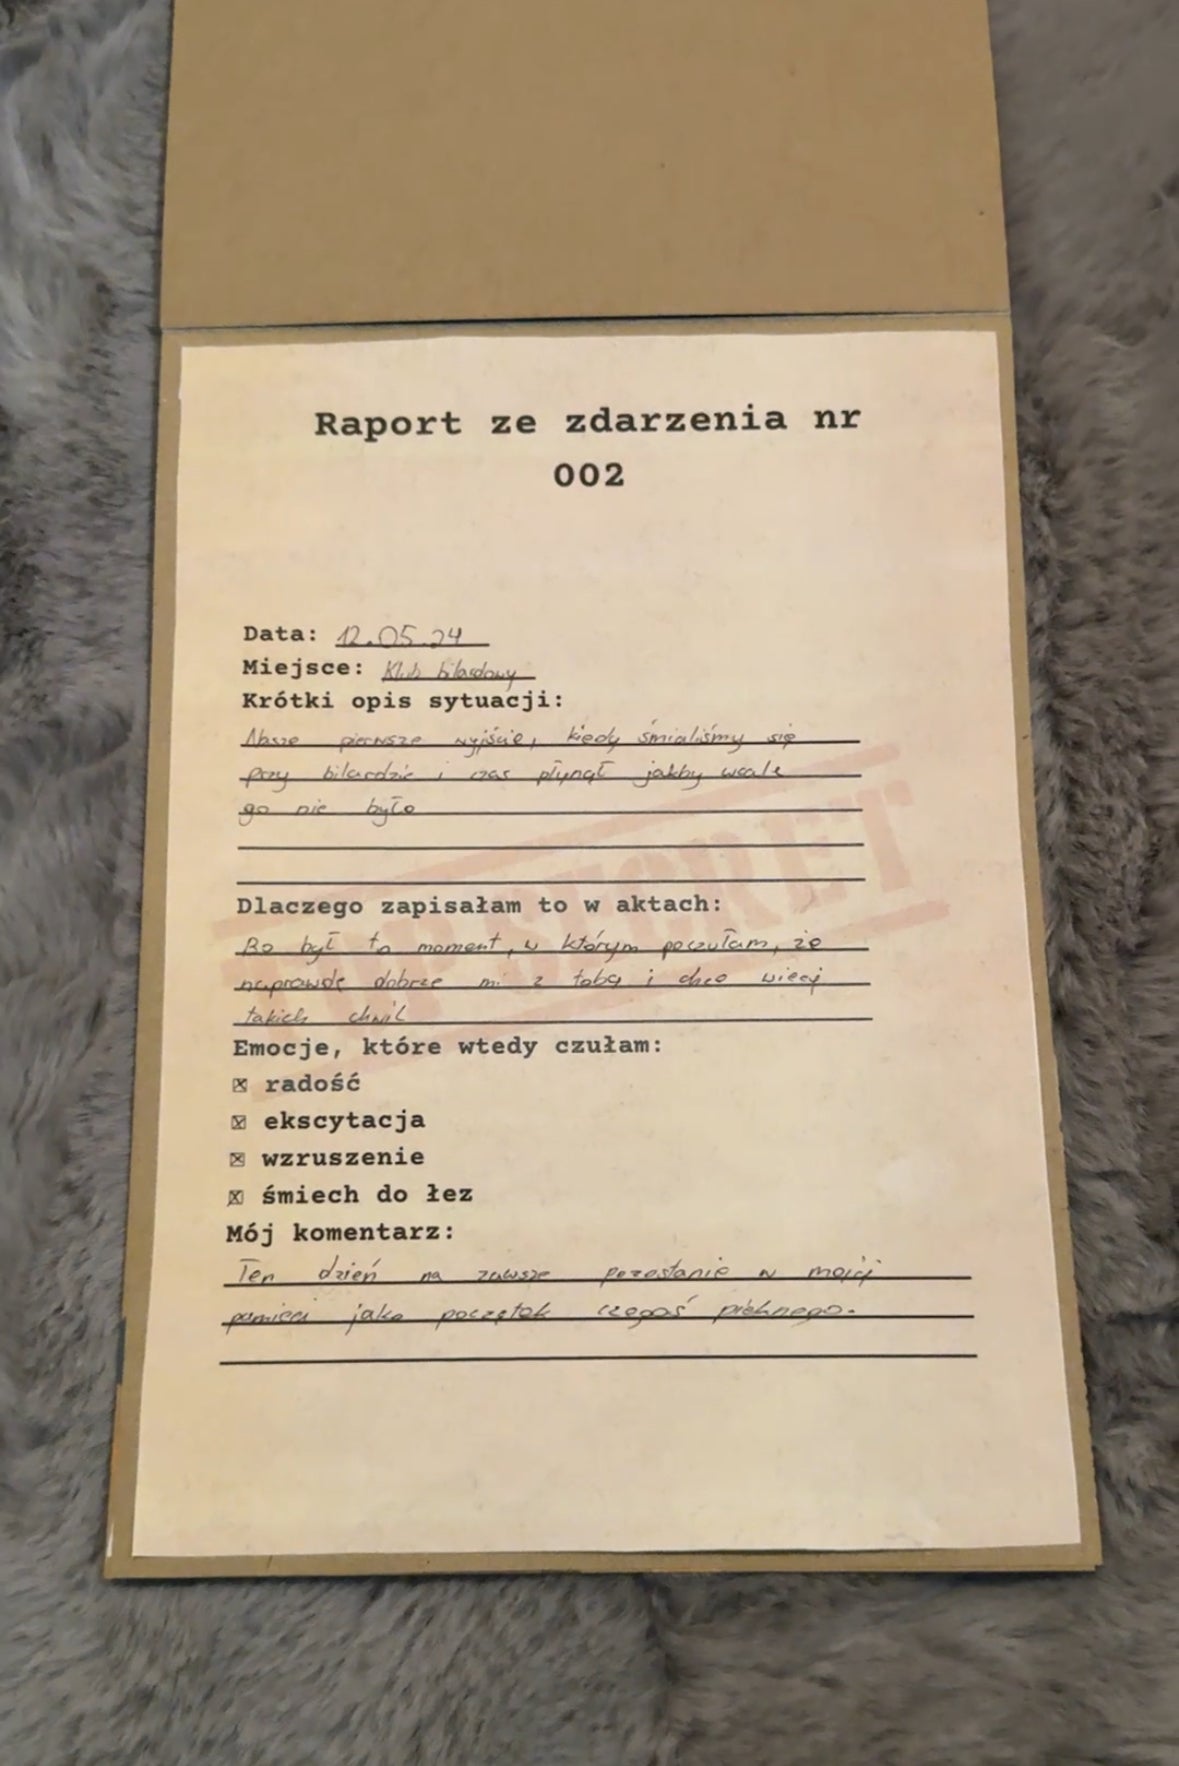 Raport ze zdarzenia nr
002
Data: 12.05.24
Miejsce: Klub bilardowy
Krótki opis sytuacji:
Nasze pierwsze wyjście, kiedy śmialiśmy się
przy bilardzie i czas płynął jakby wcale
go nie było
TOP SECRET
Dlaczego zapisałam to w aktach:
Bo był to moment, w którym poczułam, że
naprawdę dobrze mi z tobą i chcę więcej
takich chwil
Emocje, które wtedy czułam:
☒ radość
☒ ekscytacja
☒ wzruszenie
☒ śmiech do łez
Mój komentarz:
Ten dzień na zawsze pozostanie w mojej
pamięci jako początek czegoś pięknego.